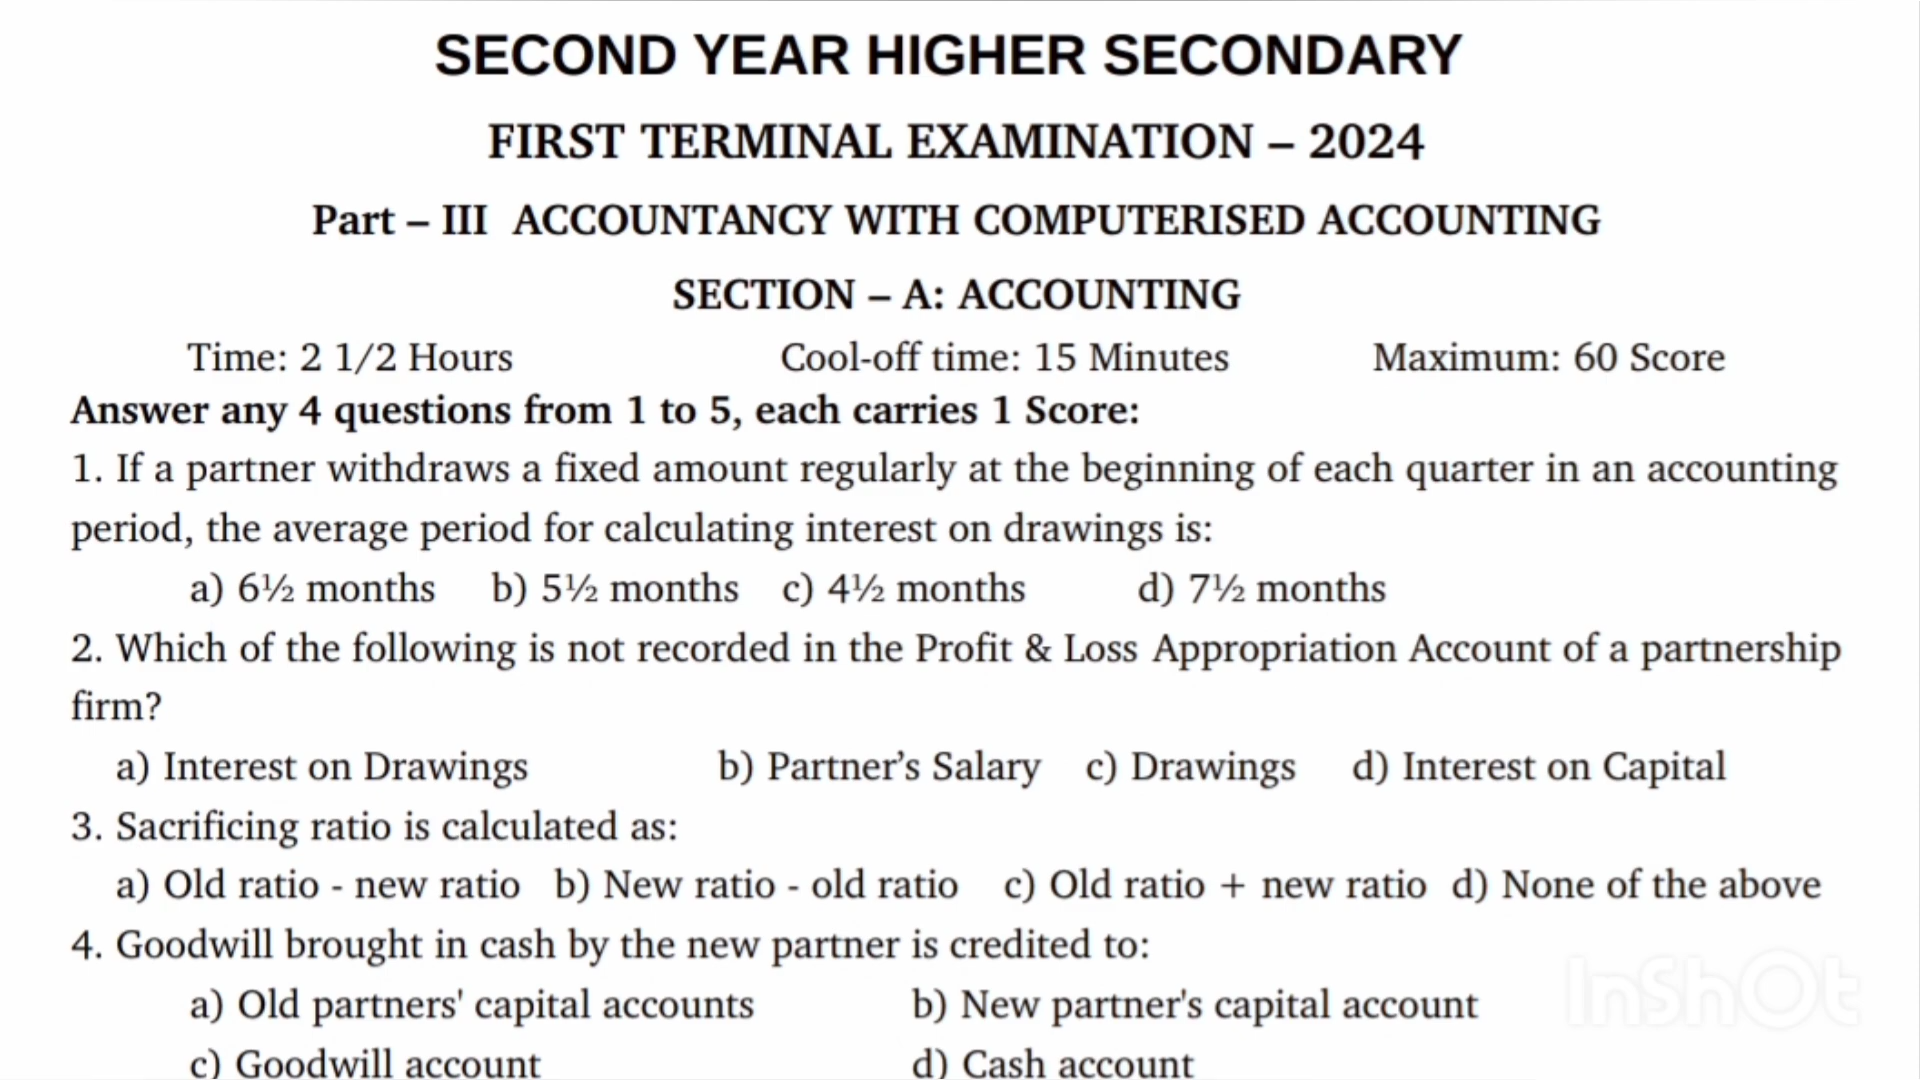 SECOND YEAR HIGHER SECONDARY
FIRST TERMINAL EXAMINATION – 2024
Part – III  ACCOUNTANCY WITH COMPUTERISED ACCOUNTING
SECTION – A: ACCOUNTING
Time: 2 1/2 Hours Cool-off time: 15 Minutes Maximum: 60 Score
Answer any 4 questions from 1 to 5, each carries 1 Score:
1. If a partner withdraws a fixed amount regularly at the beginning of each quarter in an accounting
period, the average period for calculating interest on drawings is:
a) 6½ months b) 5½ months c) 4½ months d) 7½ months
2. Which of the following is not recorded in the Profit & Loss Appropriation Account of a partnership
firm?
a) Interest on Drawings b) Partner’s Salary c) Drawings d) Interest on Capital
3. Sacrificing ratio is calculated as:
a) Old ratio - new ratio b) New ratio - old ratio c) Old ratio + new ratio d) None of the above
4. Goodwill brought in cash by the new partner is credited to:
a) Old partners' capital accounts b) New partner's capital account
c) Goodwill account d) Cash account
InShOt